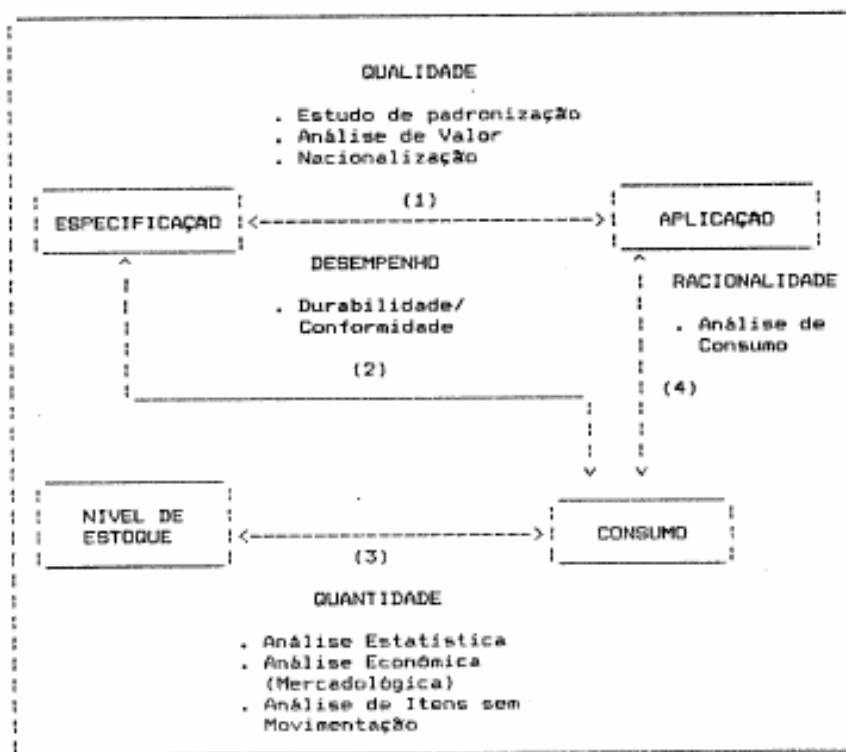 QUALIDADE
. Estudo de padronização
. Análise de Valor
. Nacionalização
(1)
ESPECIFICAÇÃO
APLICAÇÃO
DESEMPENHO
. Durabilidade/
Conformidade
(2)
RACIONALIDADE
. Análise de
Consumo
(4)
NIVEL DE
ESTOQUE
CONSUMO
(3)
QUANTIDADE
. Análise Estatística
. Análise Econômica
(Mercadológica)
. Análise de Itens sem
Movimentação